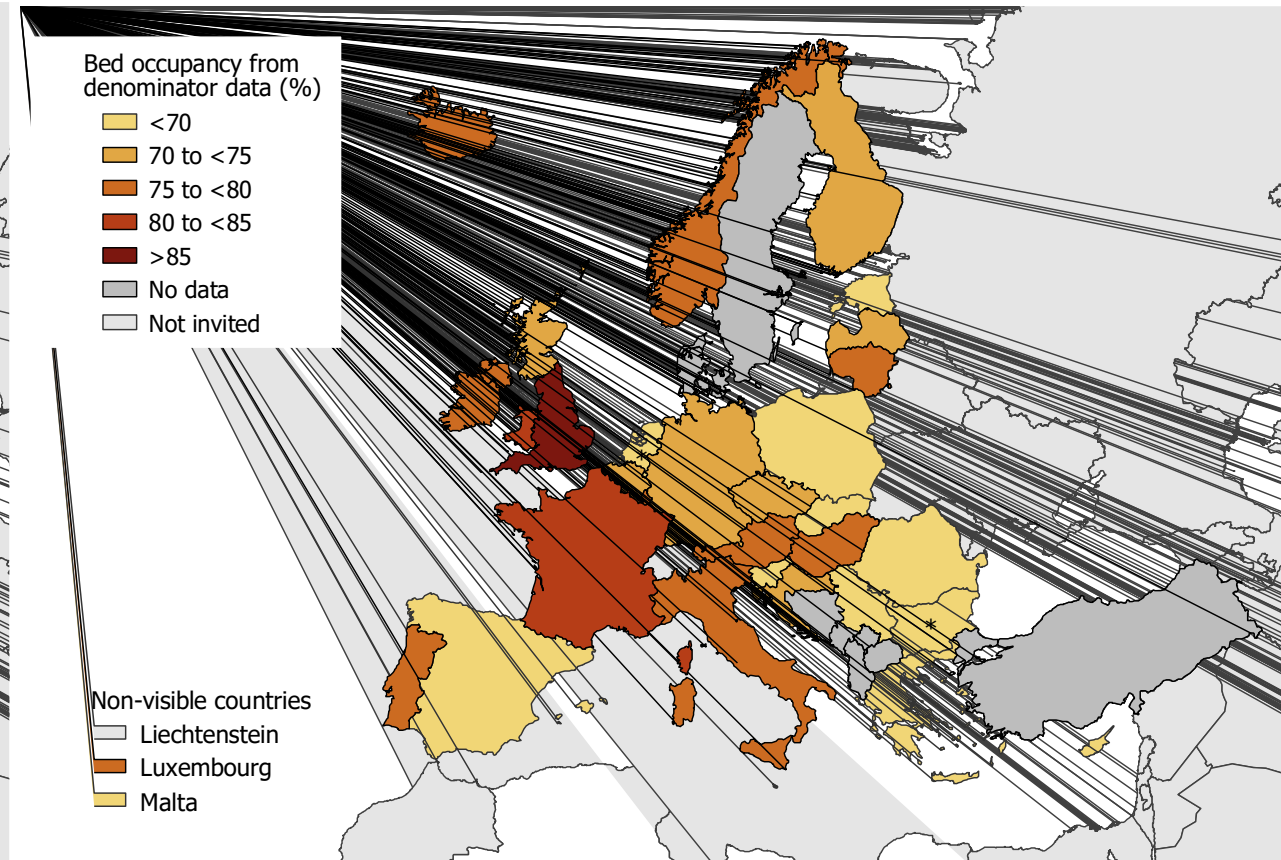 Bed occupancy from
denominator data (%)
<70
70 to <75
75 to <80
80 to <85
>85
No data
Not invited
*
*
Non-visible countries
Liechtenstein
Luxembourg
Malta